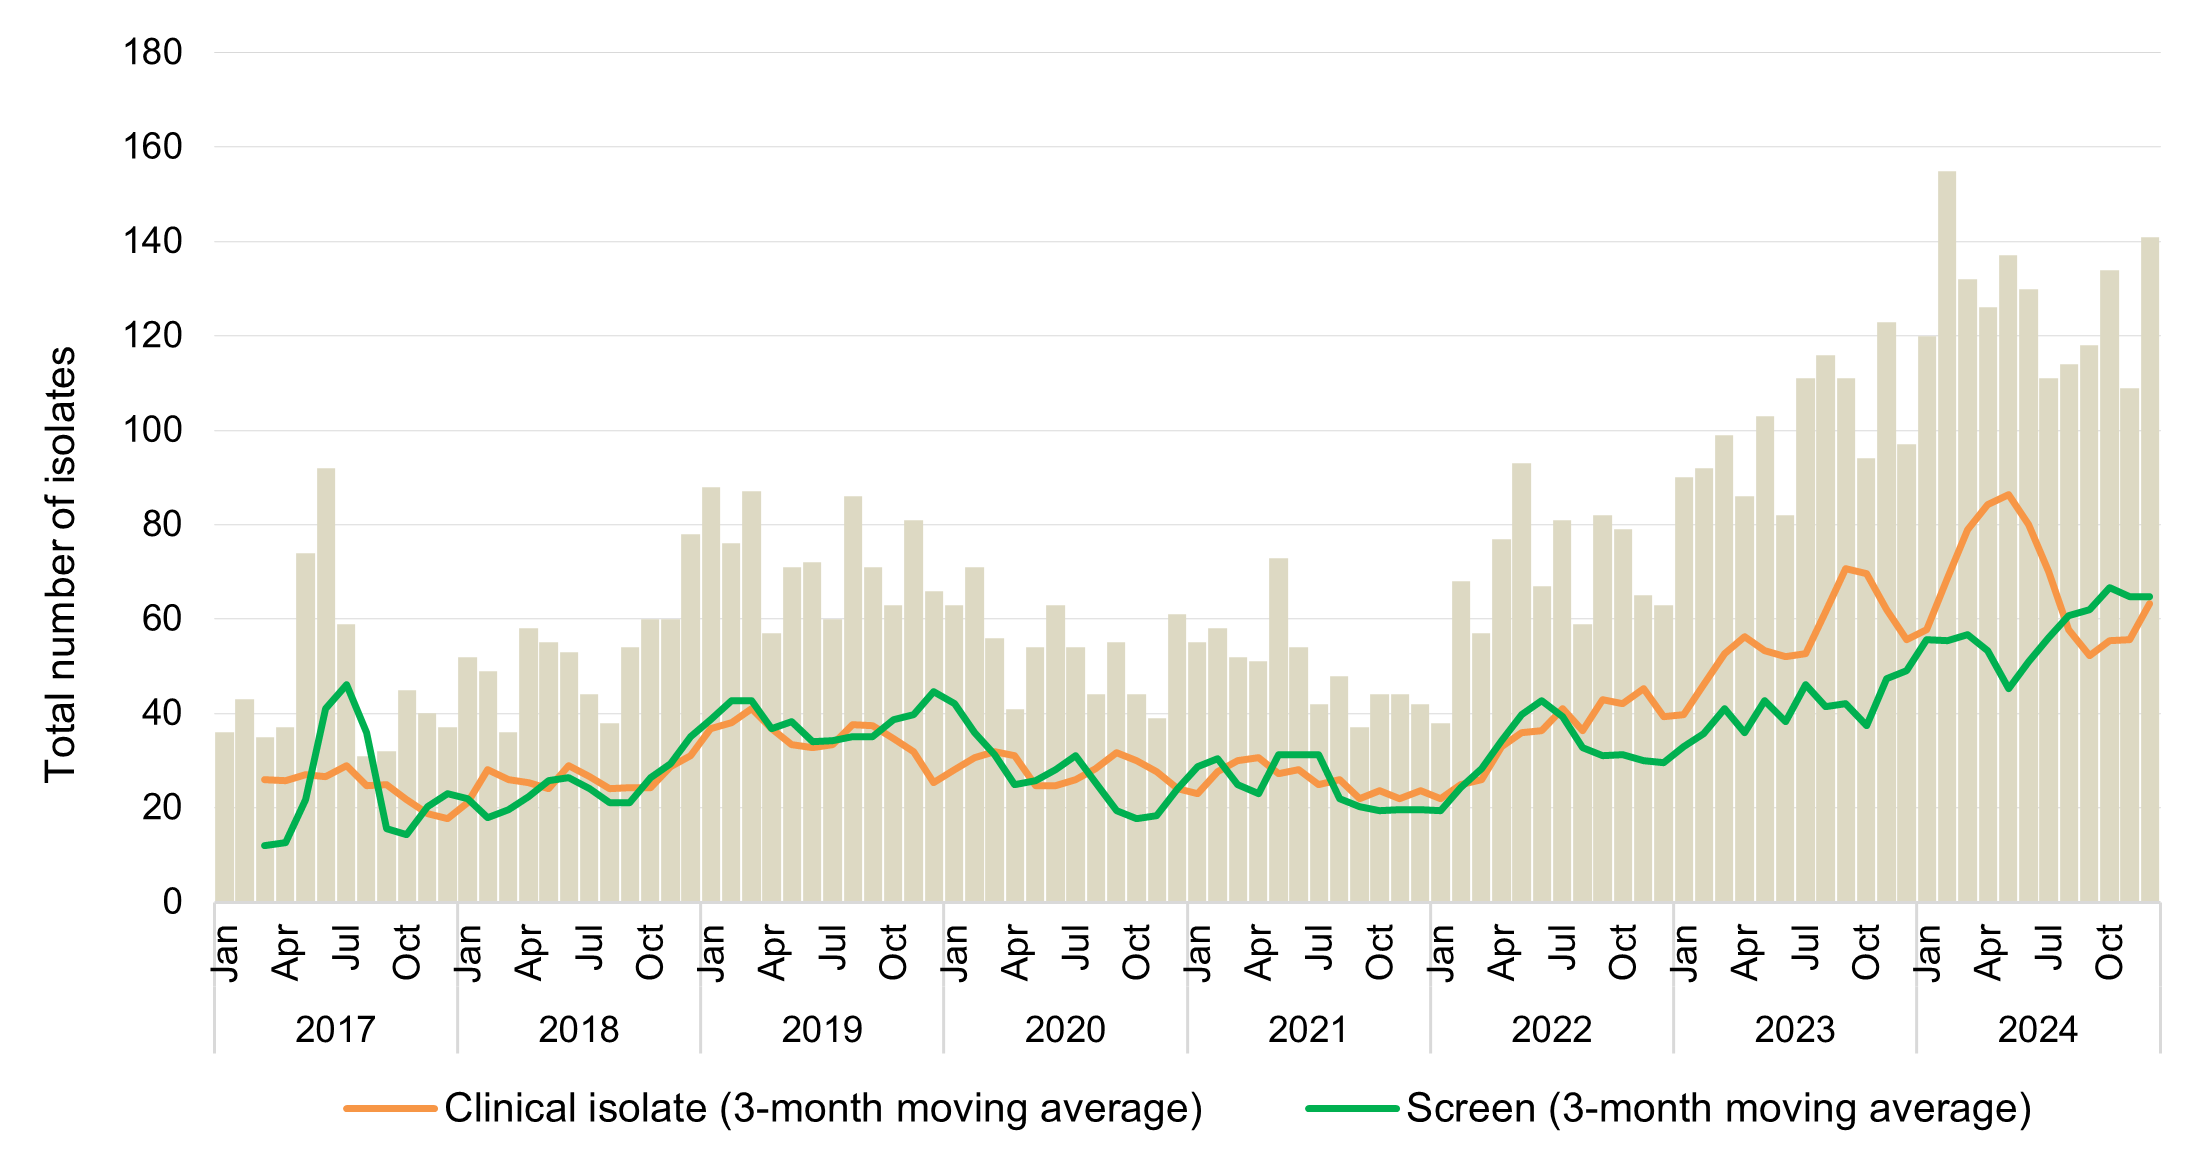 180
160
140
120
100
80
60
40
20
0
Total number of isolates
Jan Apr Jul Oct Jan Apr Jul Oct Jan Apr Jul Oct Jan Apr Jul Oct Jan Apr Jul Oct Jan Apr Jul Oct Jan Apr Jul Oct Jan Apr Jul Oct
2017 2018 2019 2020 2021 2022 2023 2024
Clinical isolate (3-month moving average) Screen (3-month moving average)